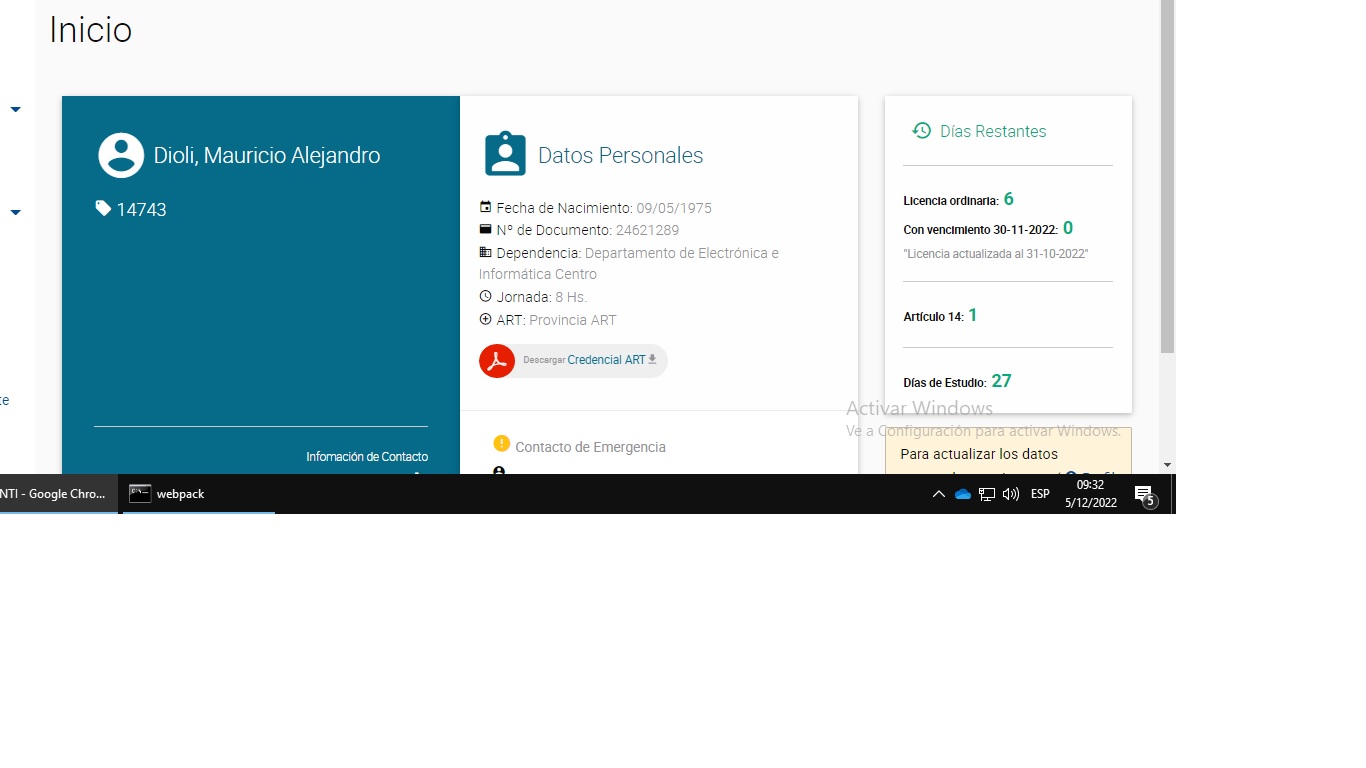 Inicio
Dioli, Mauricio Alejandro
14743
Infomación de Contacto
Datos Personales
Fecha de Nacimiento: 09/05/1975
Nº de Documento: 24621289
Dependencia: Departamento de Electrónica e
Informática Centro
Jornada: 8 Hs.
ART: Provincia ART
Descargar Credencial ART
Contacto de Emergencia
Días Restantes
Licencia ordinaria: 6
Con vencimiento 30-11-2022: 0
"Licencia actualizada al 31-10-2022"
Artículo 14: 1
Días de Estudio: 27
Activar Windows
Ve a Configuración para activar Windows.
Para actualizar los datos
te
NTI - Google Chro...
webpack
ESP
09:32
5/12/2022
5